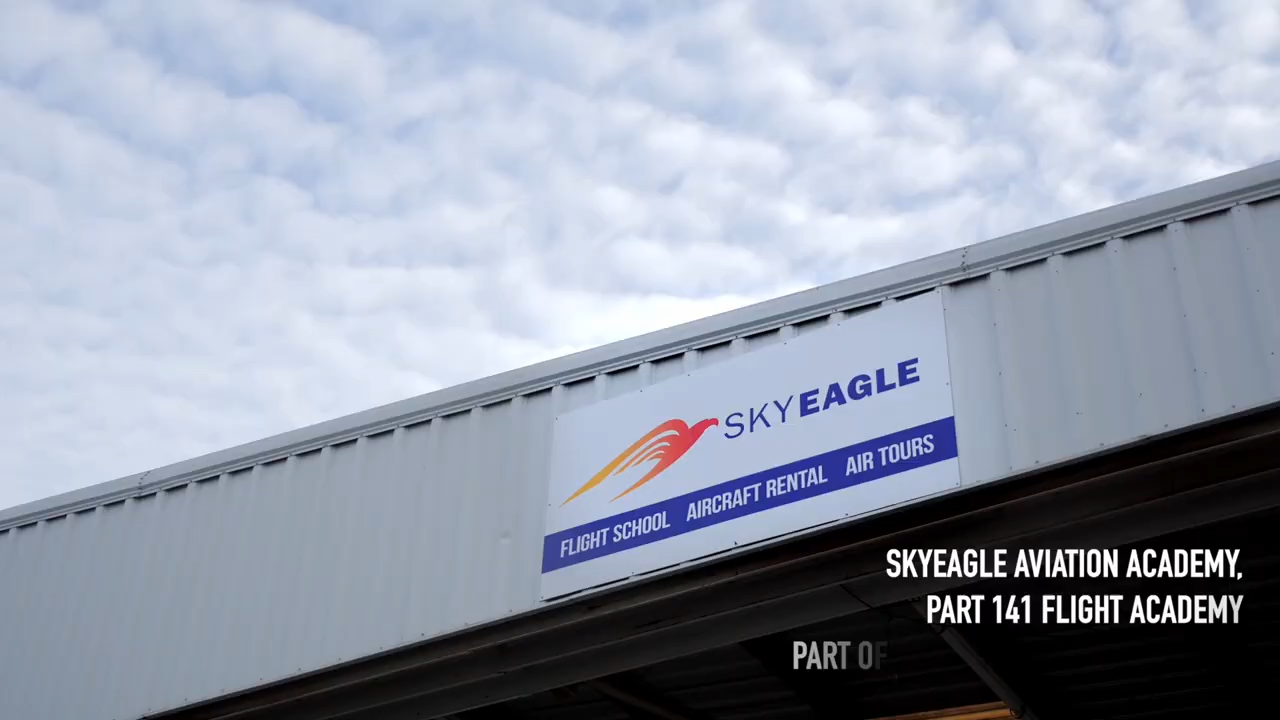 SKYEAGLE
FLIGHT SCHOOL AIRCRAFT RENTAL AIR TOURS
SKYEAGLE AVIATION ACADEMY,
PART 141 FLIGHT ACADEMY
PART OF